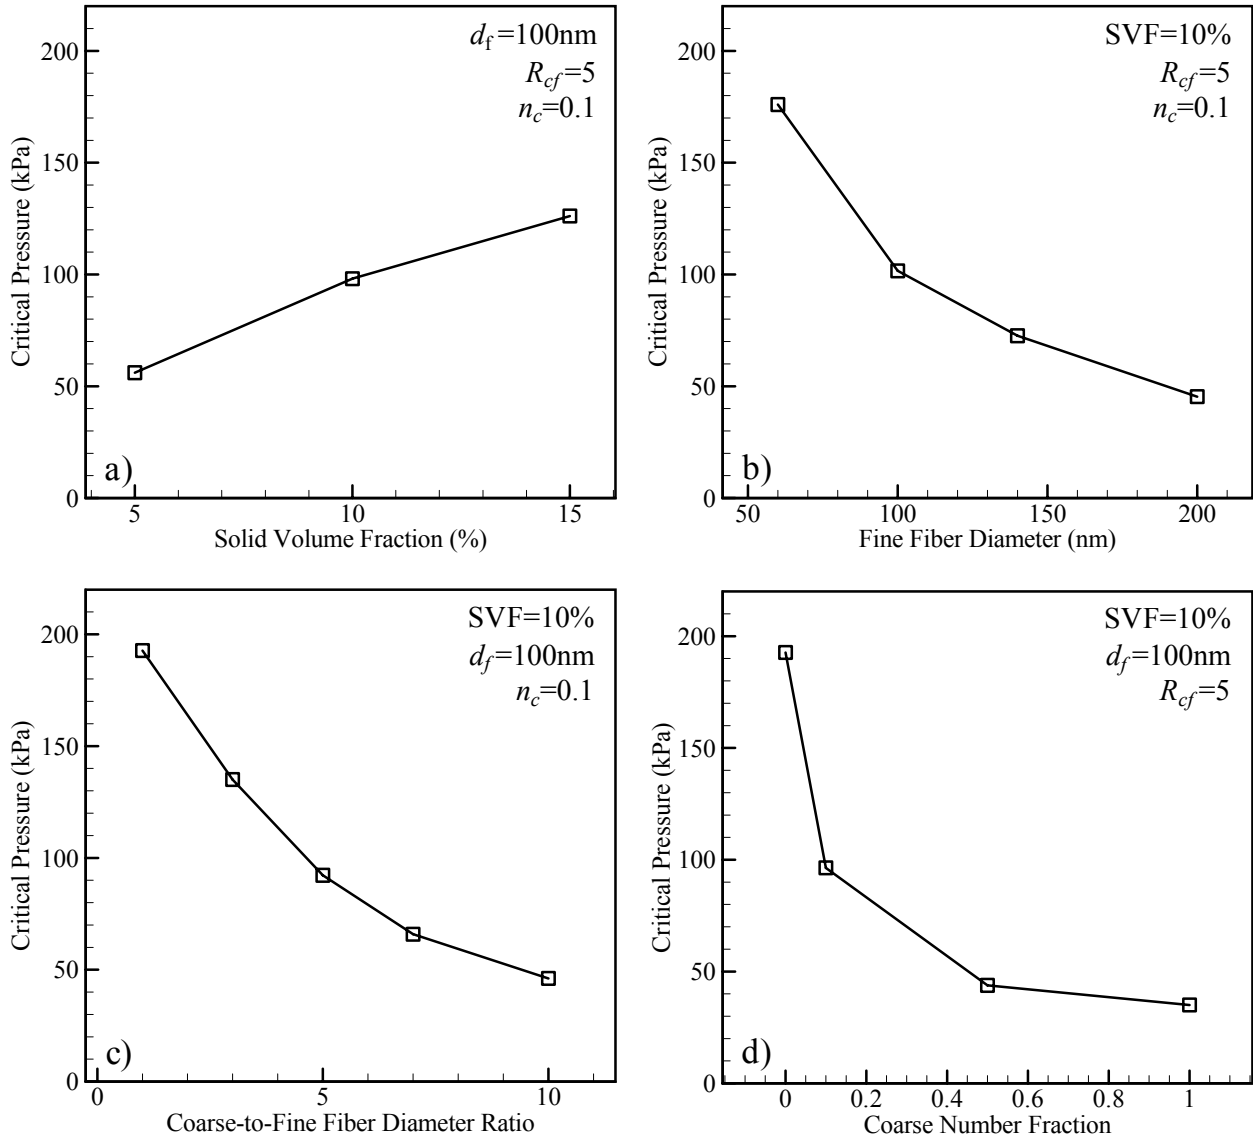 200
150
100
50
0
5
10
15
Critical Pressure (kPa)
Solid Volume Fraction (%)
d_f=100nm
R_cf=5
n_c=0.1
a)
200
150
100
50
0
50
100
150
200
Critical Pressure (kPa)
Fine Fiber Diameter (nm)
SVF=10%
R_cf=5
n_c=0.1
b)
200
150
100
50
0
0
5
10
Critical Pressure (kPa)
Coarse-to-Fine Fiber Diameter Ratio
SVF=10%
d_f=100nm
n_c=0.1
c)
200
150
100
50
0
0
0.2
0.4
0.6
0.8
1
Critical Pressure (kPa)
Coarse Number Fraction
SVF=10%
d_f=100nm
R_cf=5
d)